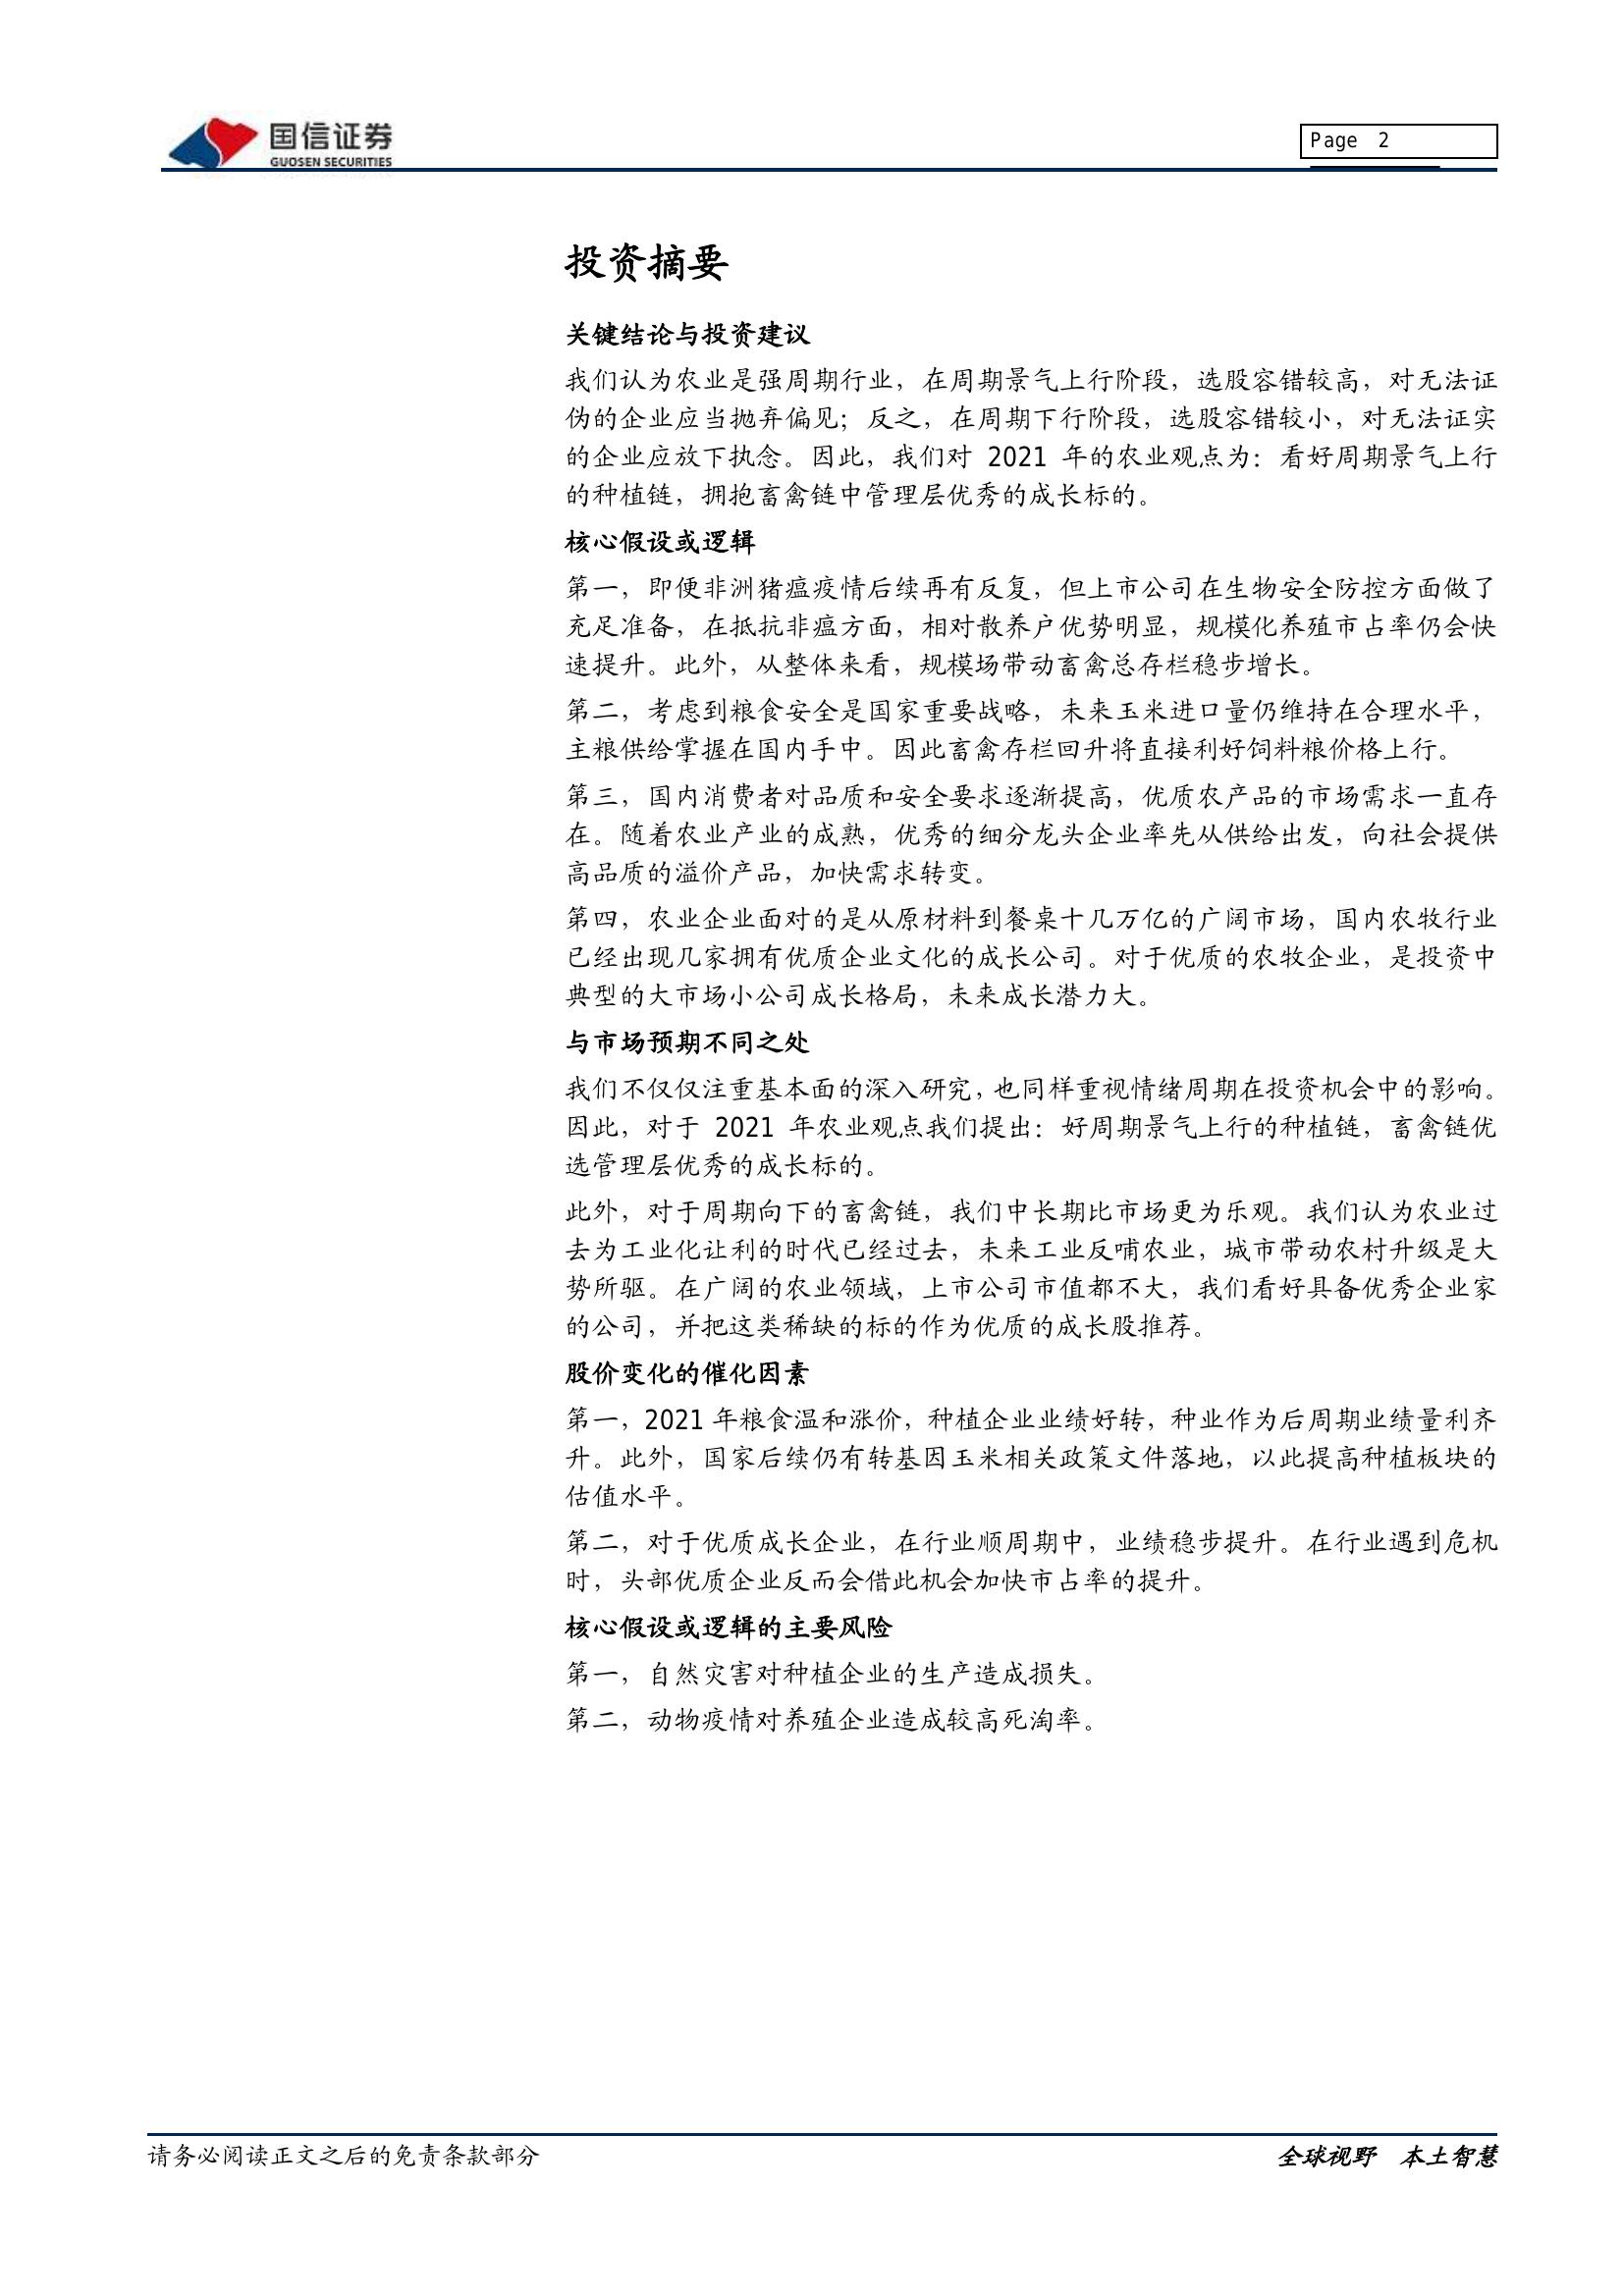 国信证券
GUOSEN SECURITIES
Page 2
投资摘要
关键结论与投资建议
我们认为农业是强周期行业，在周期景气上行阶段，选股容错较高，对无法证
伪的企业应当抛弃偏见；反之，在周期下行阶段，选股容错较小，对无法证实
的企业应放下执念。因此，我们对 2021 年的农业观点为：看好周期景气上行
的种植链，拥抱畜禽链中管理层优秀的成长标的。
核心假设或逻辑
第一，即便非洲猪瘟疫情后续再有反复，但上市公司在生物安全防控方面做了
充足准备，在抵抗非瘟方面，相对散养户优势明显，规模化养殖市占率仍会快
速提升。此外，从整体来看，规模场带动畜禽总存栏稳步增长。
第二，考虑到粮食安全是国家重要战略，未来玉米进口量仍维持在合理水平，
主粮供给掌握在国内手中。因此畜禽存栏回升将直接利好饲料粮价格上行。
第三，国内消费者对品质和安全要求逐渐提高，优质农产品的市场需求一直存
在。随着农业产业的成熟，优秀的细分龙头企业率先从供给出发，向社会提供
高品质的溢价产品，加快需求转变。
第四，农业企业面对的是从原材料到餐桌十几万亿的广阔市场，国内农牧行业
已经出现几家拥有优质企业文化的成长公司。对于优质的农牧企业，是投资中
典型的大市场小公司成长格局，未来成长潜力大。
与市场预期不同之处
我们不仅仅注重基本面的深入研究，也同样重视情绪周期在投资机会中的影响。
因此，对于 2021 年农业观点我们提出：好周期景气上行的种植链，畜禽链优
选管理层优秀的成长标的。
此外，对于周期向下的畜禽链，我们中长期比市场更为乐观。我们认为农业过
去为工业化让利的时代已经过去，未来工业反哺农业，城市带动农村升级是大
势所驱。在广阔的农业领域，上市公司市值都不大，我们看好具备优秀企业家
的公司，并把这类稀缺的标的作为优质的成长股推荐。
股价变化的催化因素
第一，2021 年粮食温和涨价，种植企业业绩好转，种业作为后周期业绩量利齐
升。此外，国家后续仍有转基因玉米相关政策文件落地，以此提高种植板块的
估值水平。
第二，对于优质成长企业，在行业顺周期中，业绩稳步提升。在行业遇到危机
时，头部优质企业反而会借此机会加快市占率的提升。
核心假设或逻辑的主要风险
第一，自然灾害对种植企业的生产造成损失。
第二，动物疫情对养殖企业造成较高死淘率。
请务必阅读正文之后的免责条款部分
全球视野 本土智慧